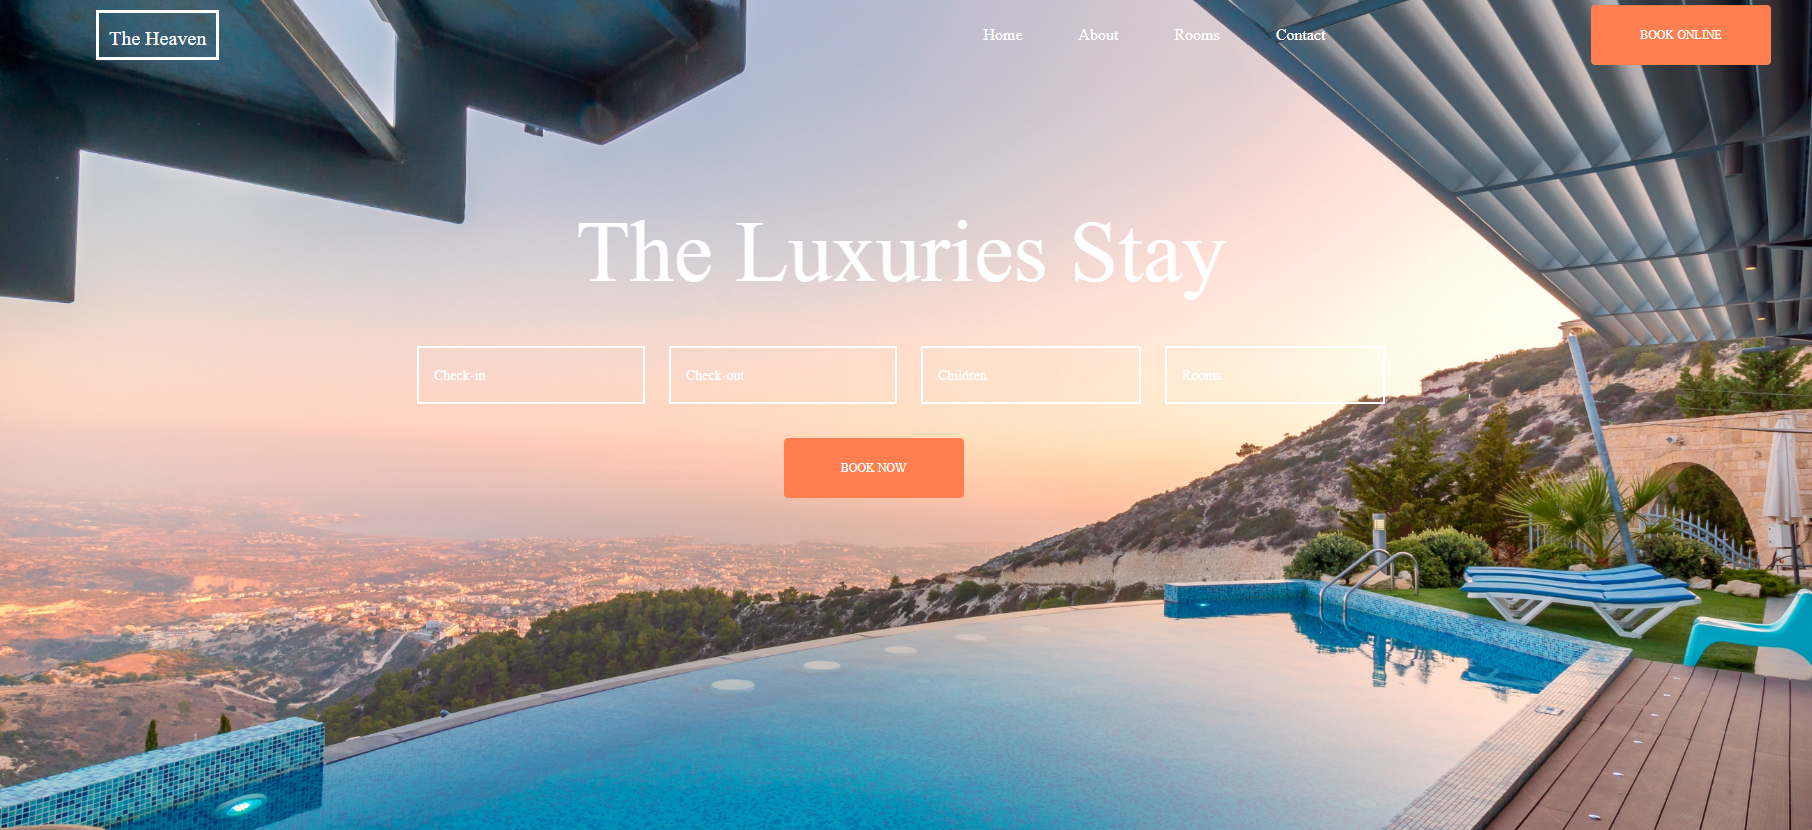 The Heaven
Home
About
Rooms
Contact
BOOK ONLINE
The Luxuries Stay
Check-in
Check-out
Children
Rooms
BOOK NOW